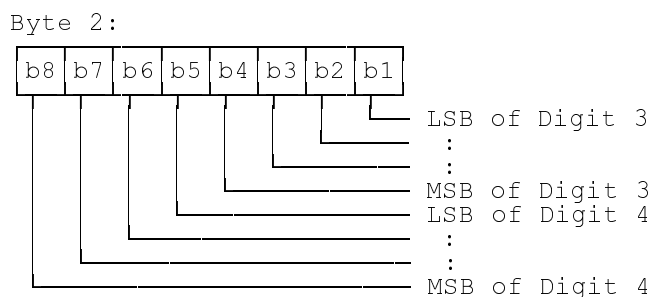 Byte 2:
b8 b7 b6 b5 b4 b3 b2 b1
LSB of Digit 3
:
:
MSB of Digit 3
LSB of Digit 4
:
:
MSB of Digit 4